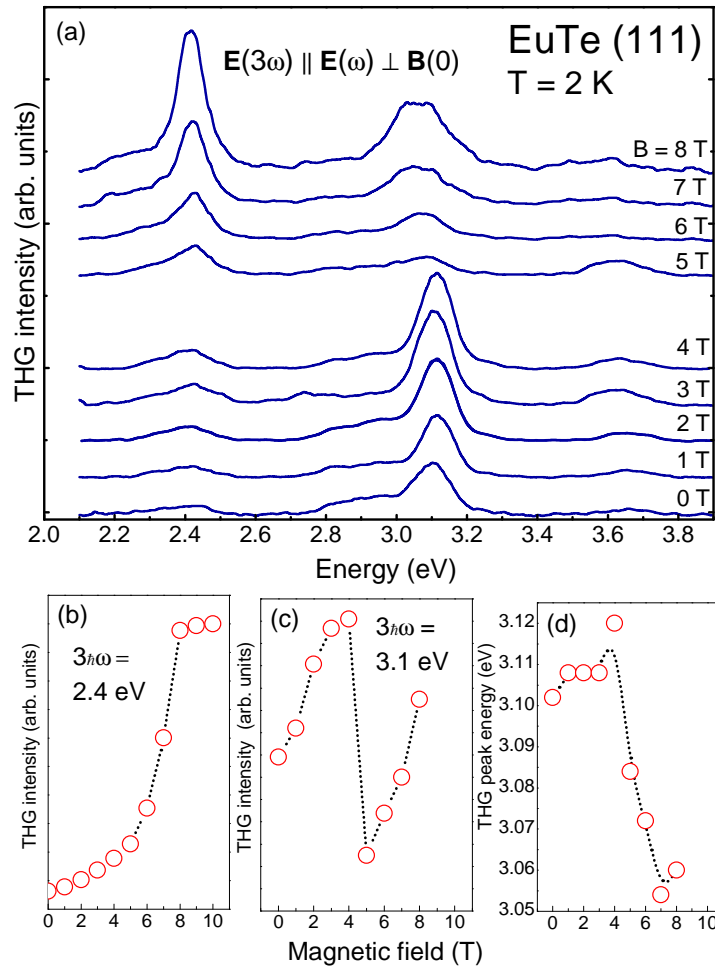 (a)
EuTe (111)
E(3ω) ∥ E(ω) ⊥ B(0)
T = 2 K
THG intensity (arb. units)
B = 8 T
7 T
6 T
5 T
4 T
3 T
2 T
1 T
0 T
2.0 2.2 2.4 2.6 2.8 3.0 3.2 3.4 3.6 3.8
Energy (eV)
(b)
3ℏω =
2.4 eV
THG intensity (arb. units)
0 2 4 6 8 10
(c)
3ℏω =
3.1 eV
THG intensity (arb. units)
0 2 4 6 8 10
(d)
THG peak energy (eV)
3.13
3.12
3.11
3.10
3.09
3.08
3.07
3.06
3.05
0 2 4 6 8 10
Magnetic field (T)